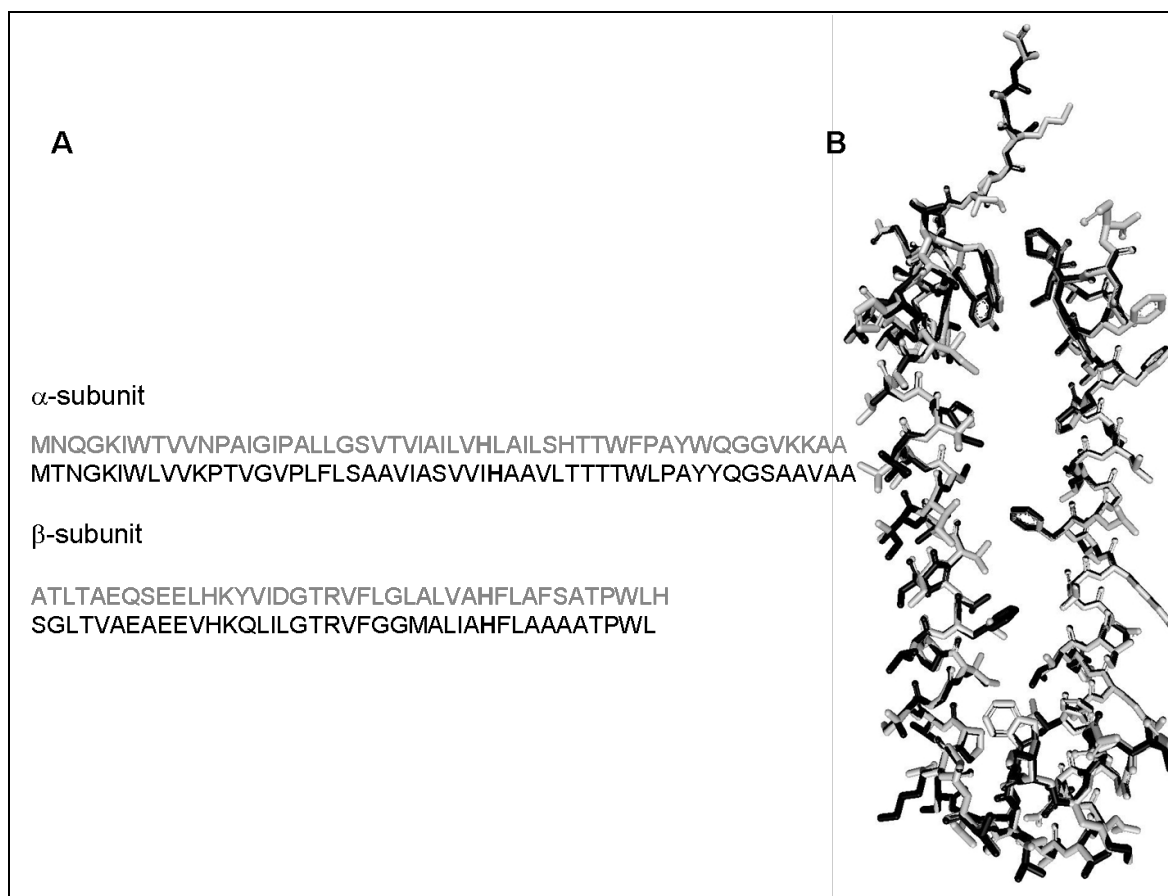 A
B
α-subunit
MNQGKIWTVVNPAIGIPALLGSVTVIAILVHLAILSHTTWFPAYWQGGVKKAA
MTNGKIWLVVKPTVGVPLFLSAAVIASVVIHAAVLTTTTWLPAYYQGSAAVAA
β-subunit
ATLTAEQSEELHKYVIDGTRVFLGLALVAHFLAFSATPWLH
SGLTVAEAEEVHKQLILGTRVFGGMALIAHFLAAAATPWL